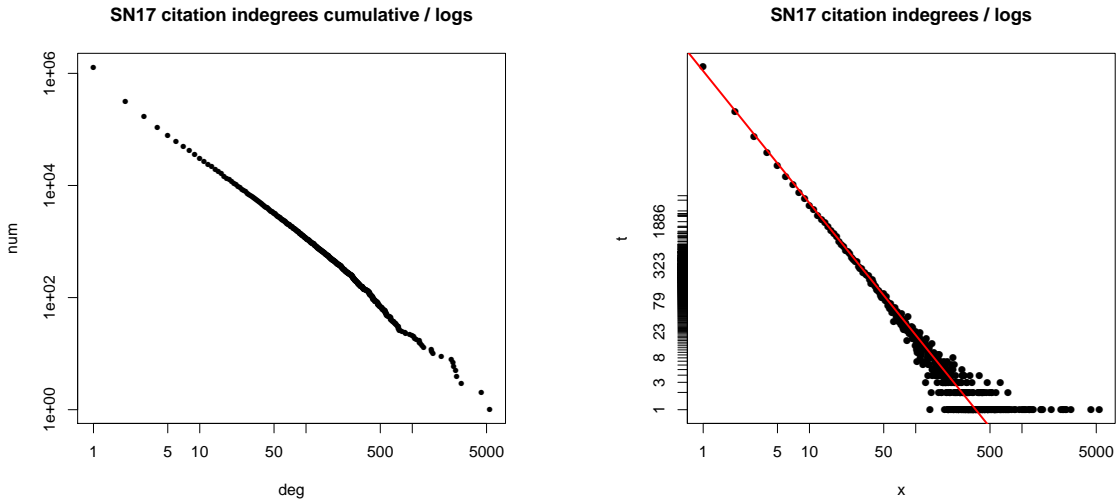 SN17 citation indegrees cumulative / logs
num
1e+06
1e+04
1e+02
1e+00
1 5 10 50 500 5000
deg
SN17 citation indegrees / logs
t
1886
323
79
23
8
3
1
1 5 10 50 500 5000
x